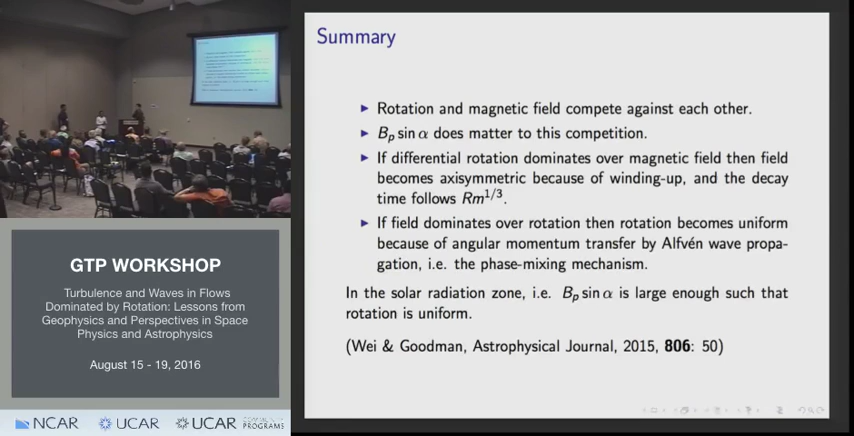 Summary
▶ Rotation and magnetic field compete against each other.
▶ B_p sin α does matter to this competition.
▶ If differential rotation dominates over magnetic field then field
becomes axisymmetric because of winding-up, and the decay
time follows Rm^{1/3}.
▶ If field dominates over rotation then rotation becomes uniform
because of angular momentum transfer by Alfvén wave propa-
gation, i.e. the phase-mixing mechanism.
In the solar radiation zone, i.e. B_p sin α is large enough such that
rotation is uniform.
(Wei & Goodman, Astrophysical Journal, 2015, 806: 50)
GTP WORKSHOP
Turbulence and Waves in Flows
Dominated by Rotation: Lessons from
Geophysics and Perspectives in Space
Physics and Astrophysics
August 15 - 19, 2016
NCAR UCAR UCAR
PROGRAMS